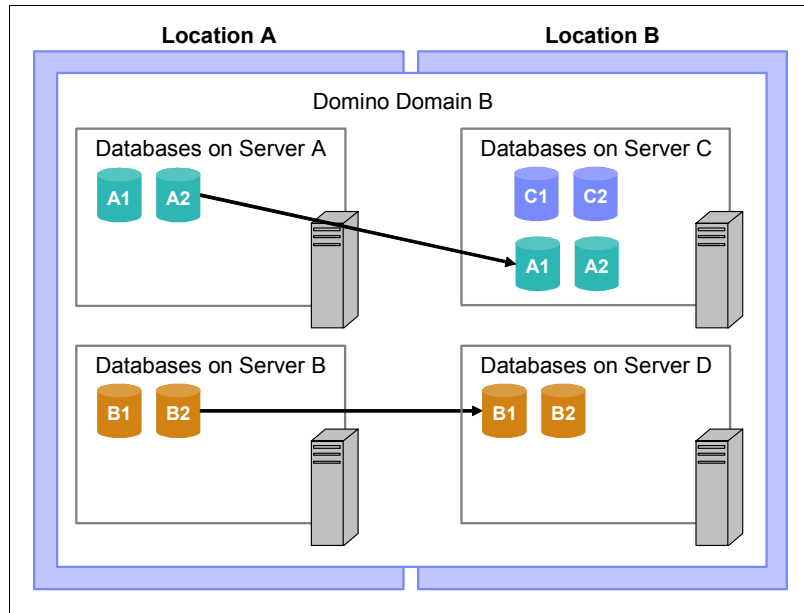 Location A
Location B
Domino Domain B
Databases on Server A
A1 A2
Databases on Server C
C1 C2
A1 A2
Databases on Server B
B1 B2
Databases on Server D
B1 B2